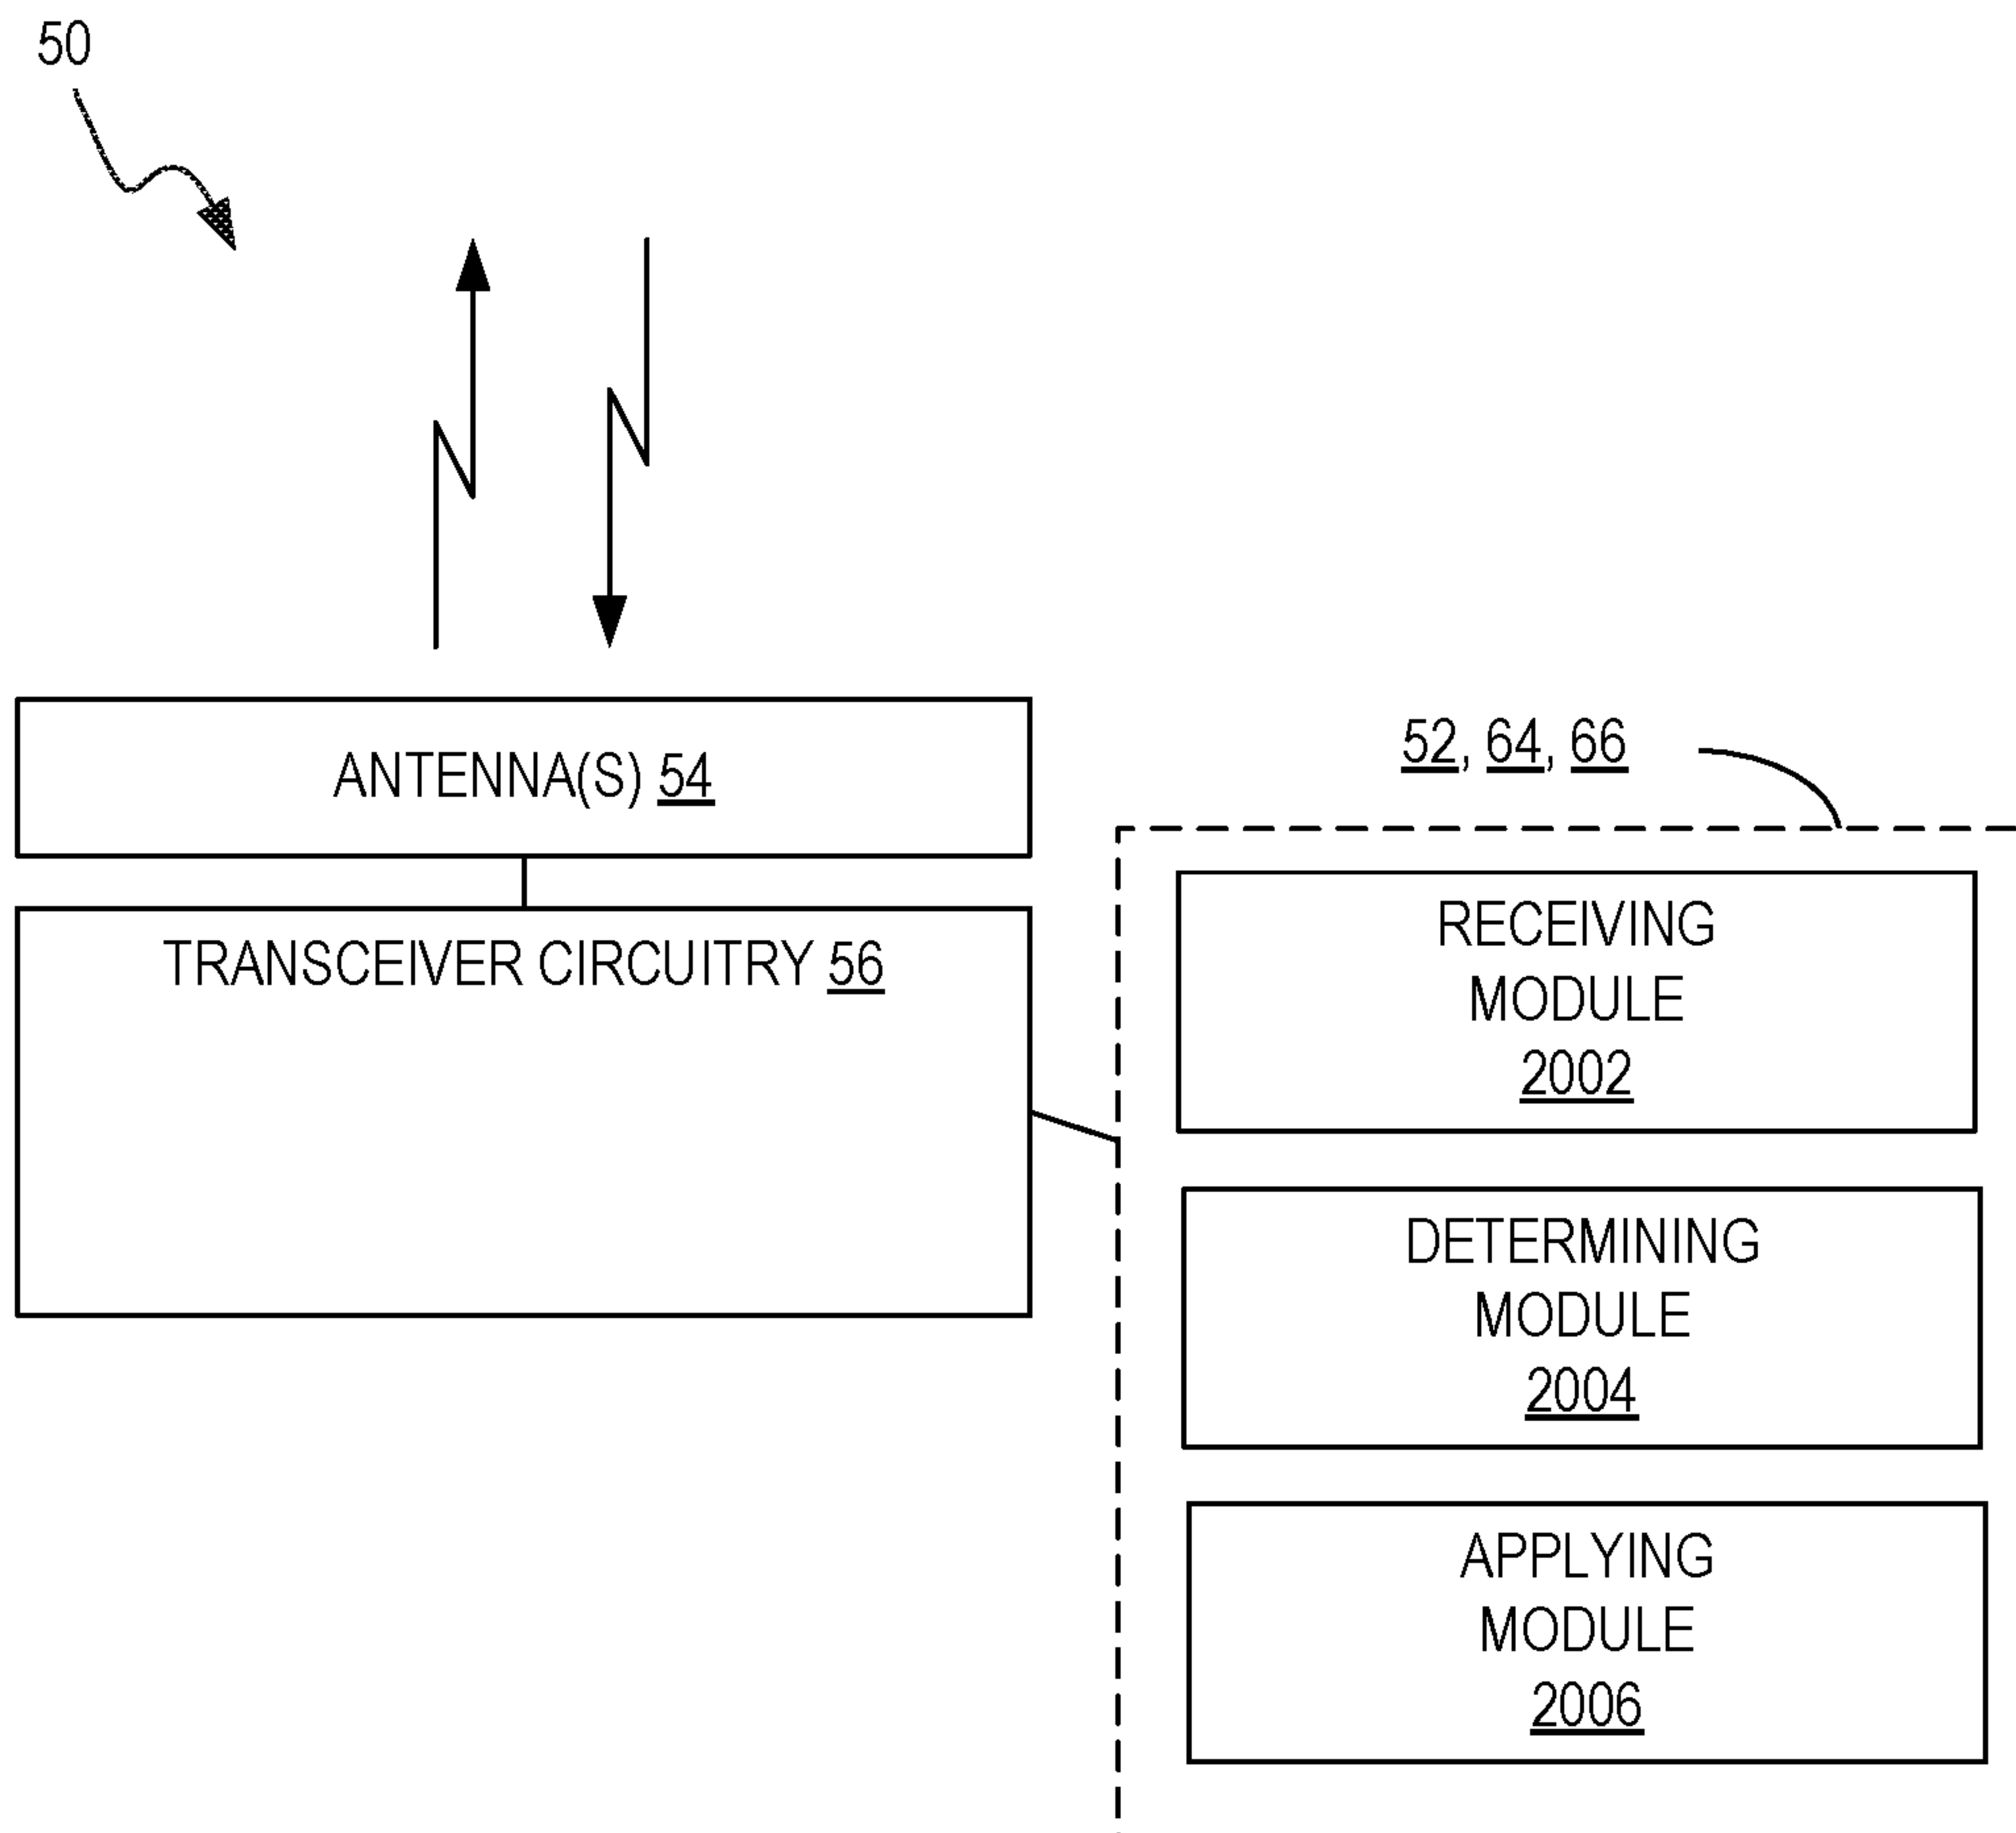 50
ANTENNA(S) 54
52, 64, 66
TRANSCEIVER CIRCUITRY 56
RECEIVING
MODULE
2002
DETERMINING
MODULE
2004
APPLYING
MODULE
2006